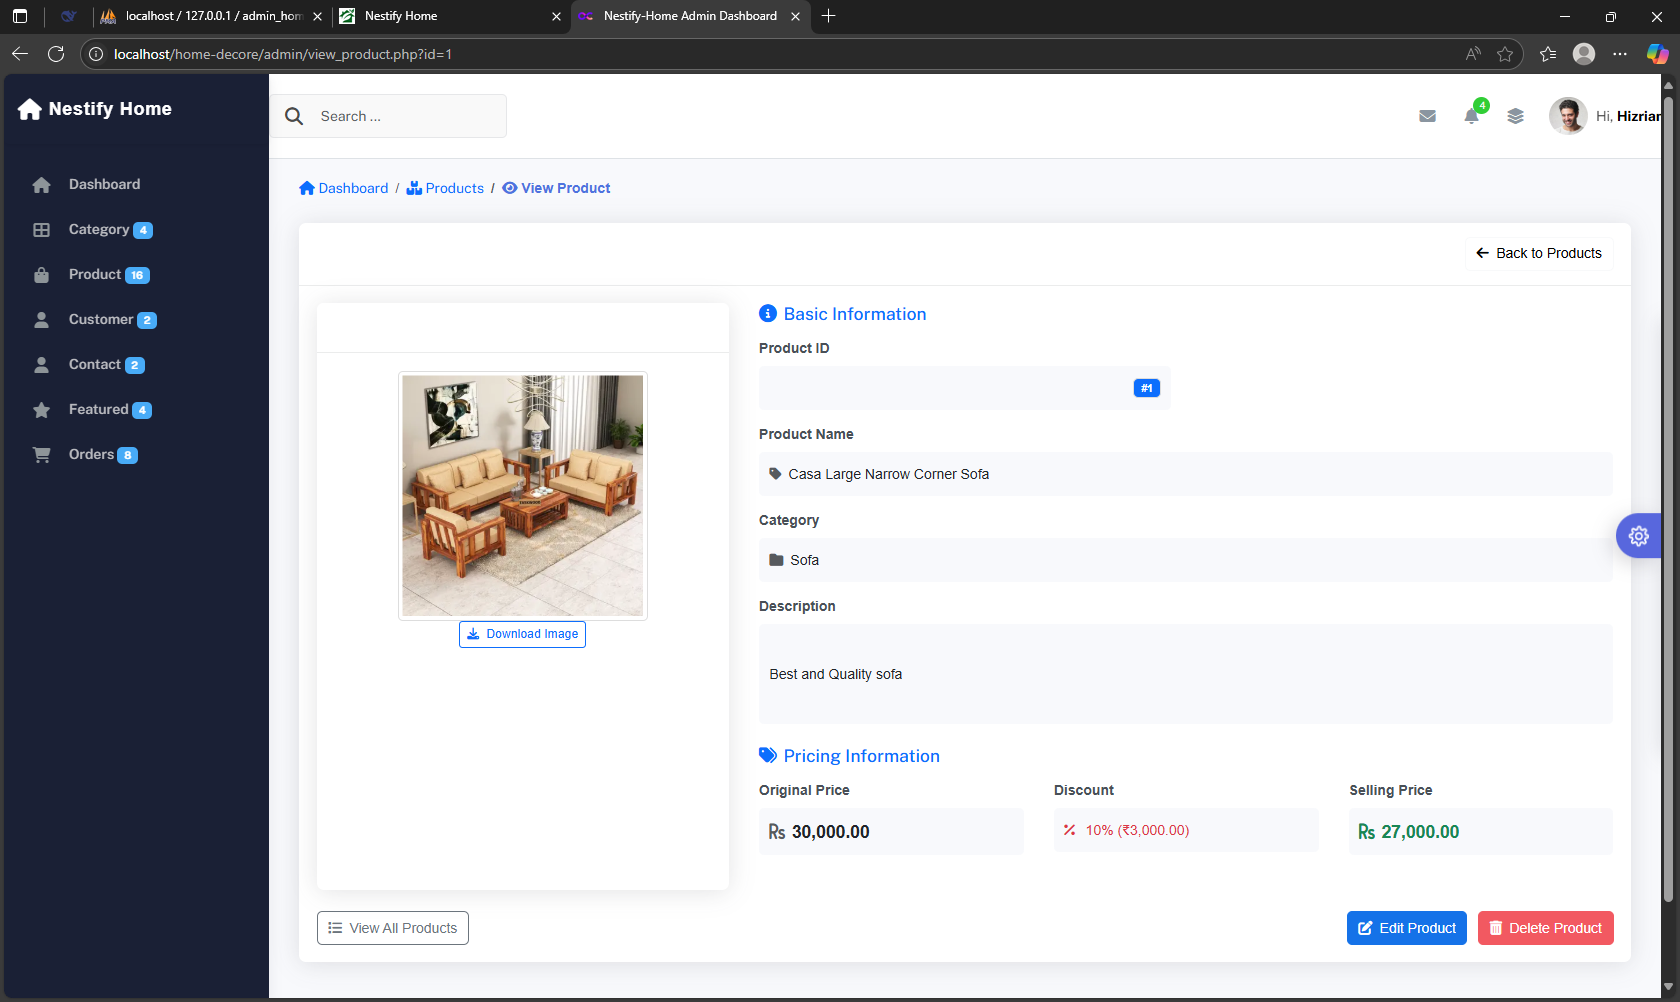 localhost / 127.0.0.1 / admin_hom
Nestify Home
Nestify-Home Admin Dashboard
localhost/home-decore/admin/view_product.php?id=1
Nestify Home
Search ...
4
Hi, Hizrian
Dashboard
Category 4
Product 16
Customer 2
Contact 2
Featured 4
Orders 8
Dashboard / Products / View Product
Back to Products
Download Image
Basic Information
Product ID
#1
Product Name
Casa Large Narrow Corner Sofa
Category
Sofa
Description
Best and Quality sofa
Pricing Information
Original Price
Discount
Selling Price
Rs 30,000.00
10% (₹3,000.00)
Rs 27,000.00
View All Products
Edit Product
Delete Product